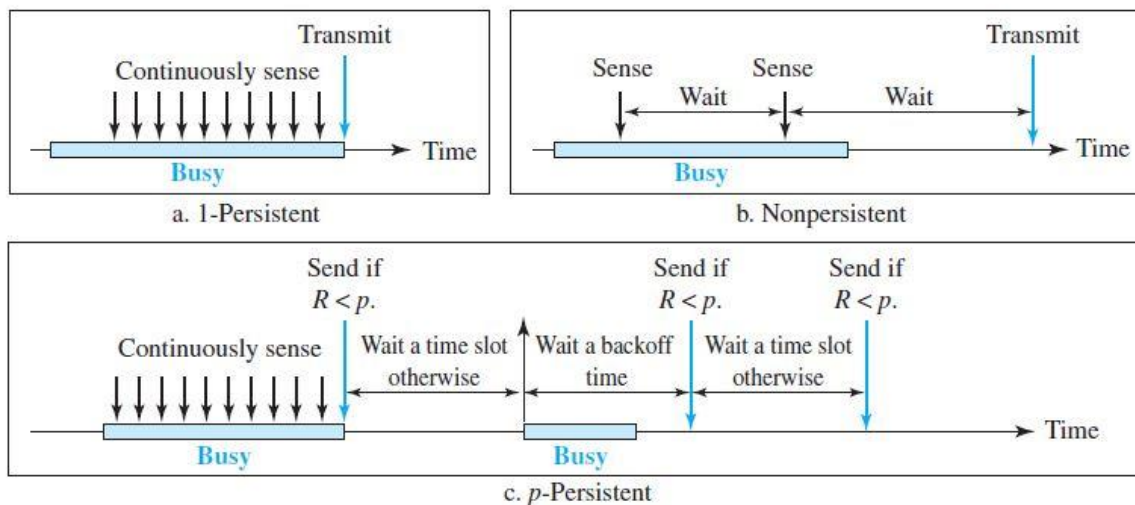 Transmit
Continuously sense
Time
Busy
a. 1-Persistent
Transmit
Sense
Sense
Wait
Wait
Time
Busy
b. Nonpersistent
Send if
R < p.
Send if
R < p.
Send if
R < p.
Continuously sense
Wait a time slot
otherwise
Wait a backoff
time
Wait a time slot
otherwise
Time
Busy
Busy
c. p-Persistent